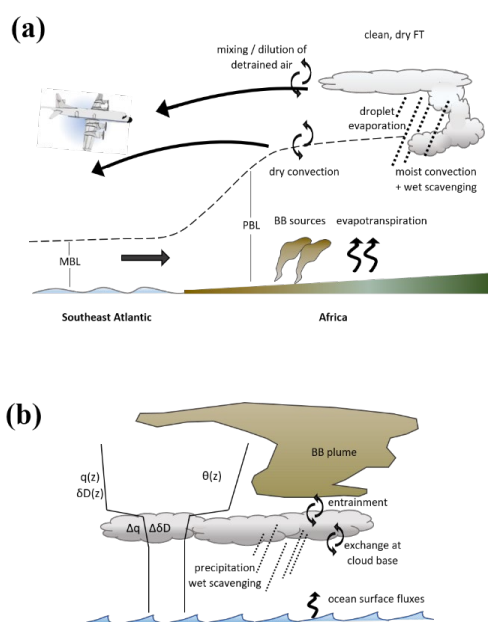 (a)
mixing / dilution of
detrained air
clean, dry FT
droplet
evaporation
dry convection
moist convection
+ wet scavenging
PBL
BB sources
evapotranspiration
MBL
Southeast Atlantic
Africa
(b)
BB plume
q(z)
δD(z)
θ(z)
entrainment
Δq
ΔδD
exchange at
cloud base
precipitation
wet scavenging
ocean surface fluxes